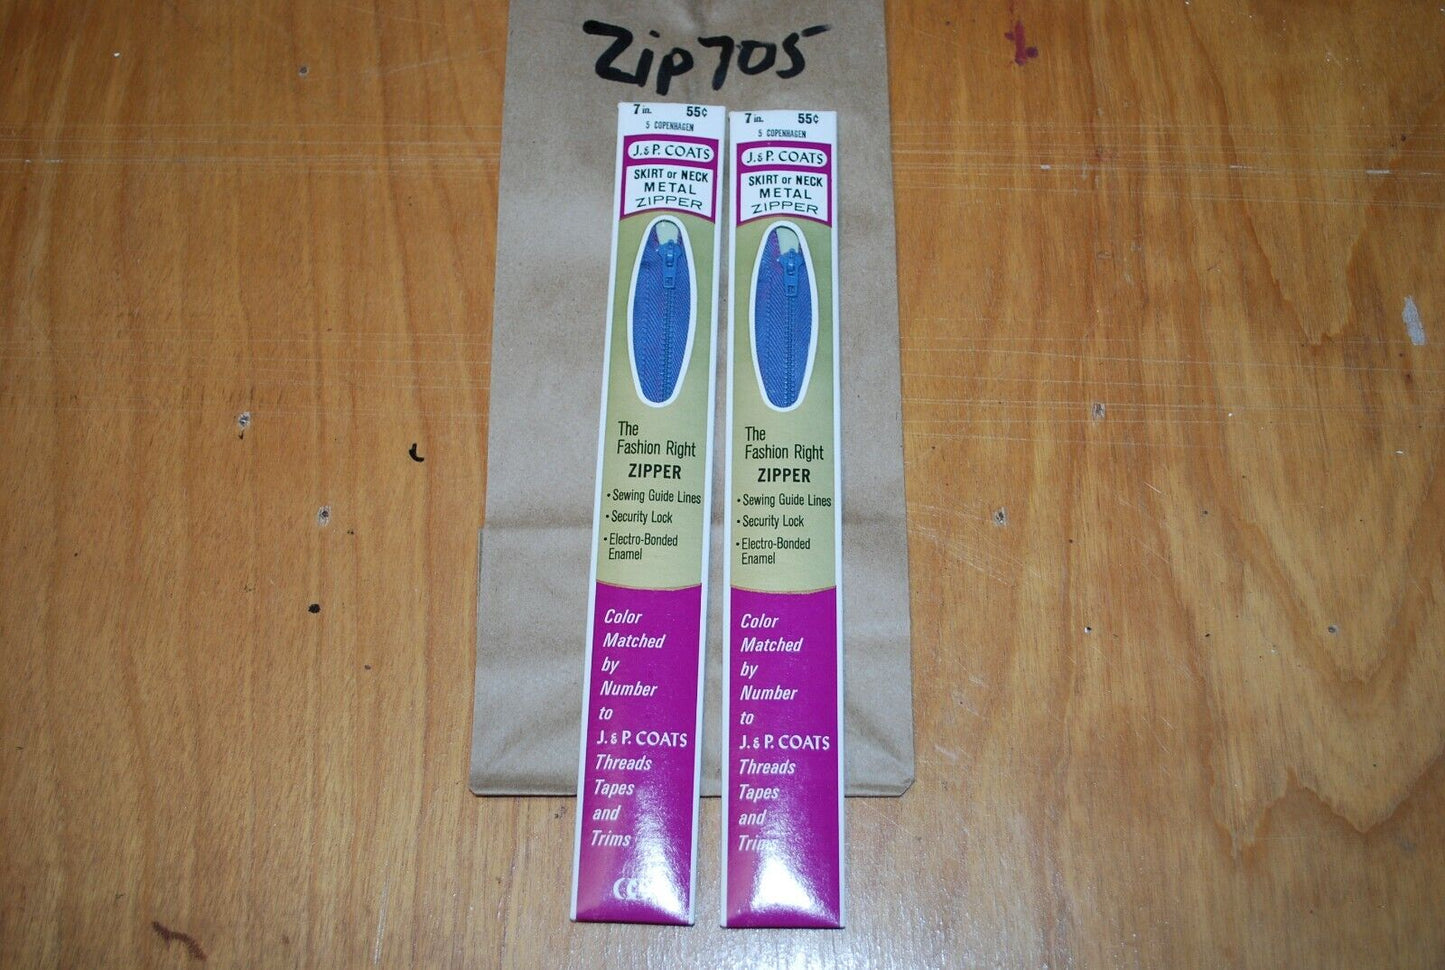 Zip 705
7 in. 55¢
5 COPENHAGEN
J. & P. COATS
SKIRT or NECK
METAL
ZIPPER
The
Fashion Right
ZIPPER
• Sewing Guide Lines
• Security Lock
• Electro-Bonded
Enamel
Color
Matched
by
Number
to
J. & P. COATS
Threads
Tapes
and
Trims
7 in. 55¢
5 COPENHAGEN
J. & P. COATS
SKIRT or NECK
METAL
ZIPPER
The
Fashion Right
ZIPPER
• Sewing Guide Lines
• Security Lock
• Electro-Bonded
Enamel
Color
Matched
by
Number
to
J. & P. COATS
Threads
Tapes
and
Trims